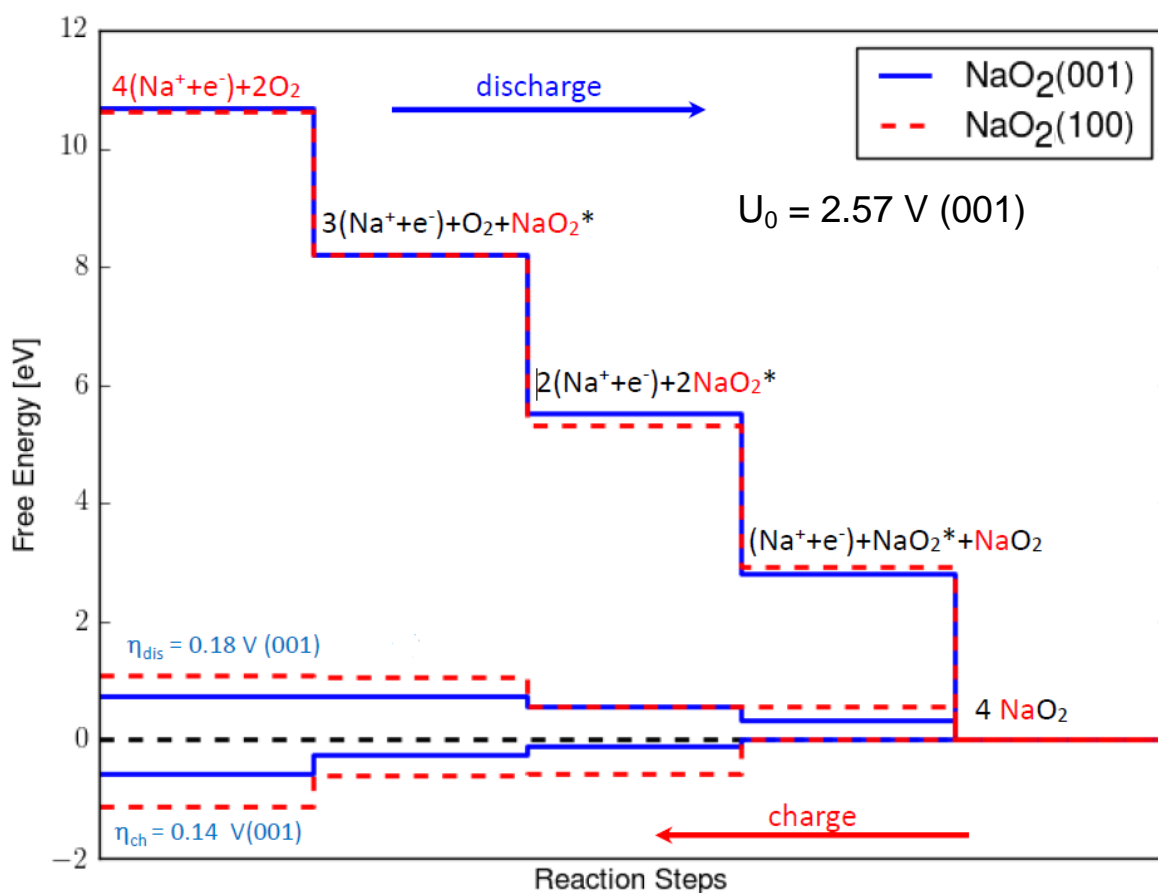 12
4(Na⁺+e⁻)+2O₂
discharge
NaO₂(001)
NaO₂(100)
10
3(Na⁺+e⁻)+O₂+NaO₂*
U₀ = 2.57 V (001)
8
Free Energy [eV]
6
2(Na⁺+e⁻)+2NaO₂*
4
(Na⁺+e⁻)+NaO₂*+NaO₂
2
η_dis = 0.18 V (001)
4 NaO₂
0
η_ch = 0.14 V(001)
charge
−2
Reaction Steps